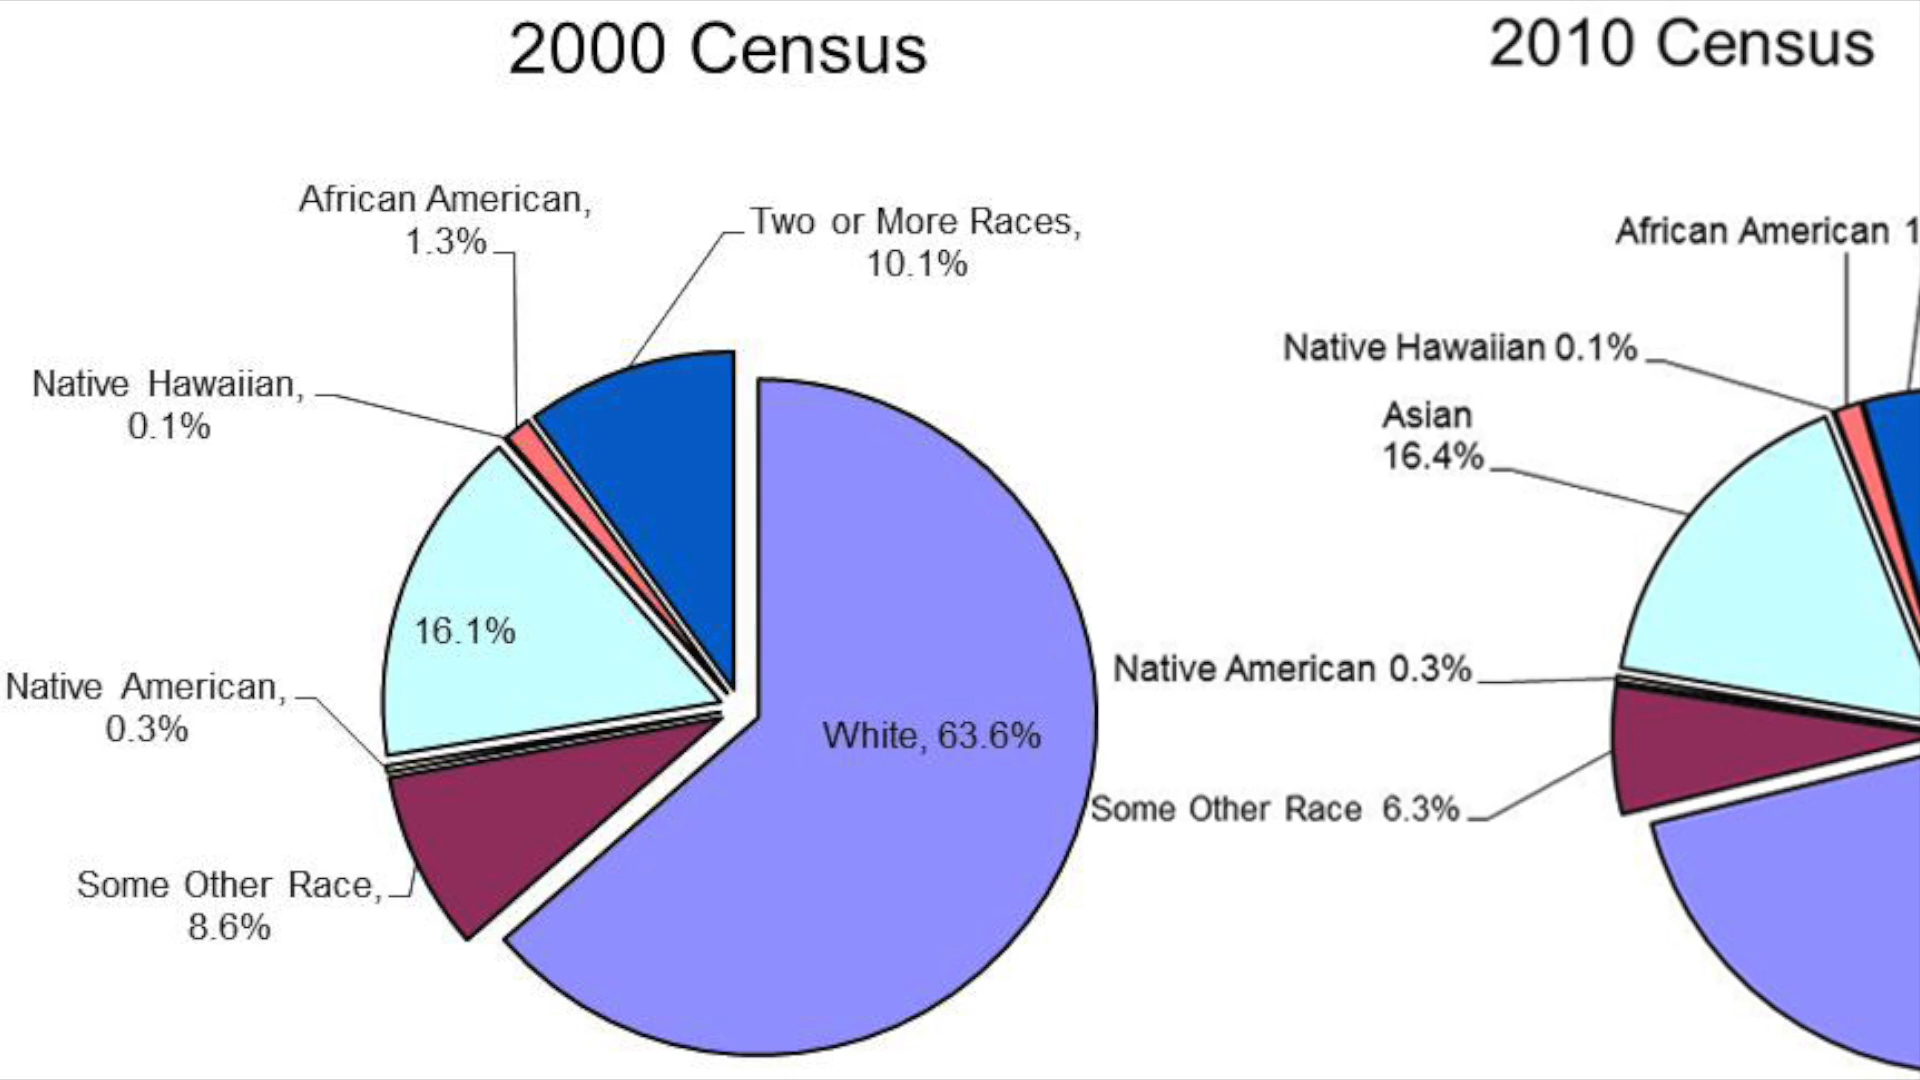 2000 Census
African American,
1.3%
Two or More Races,
10.1%
Native Hawaiian,
0.1%
16.1%
Native American,
0.3%
White, 63.6%
Some Other Race,
8.6%
2010 Census
African American 1
Native Hawaiian 0.1%
Asian
16.4%
Native American 0.3%
Some Other Race 6.3%